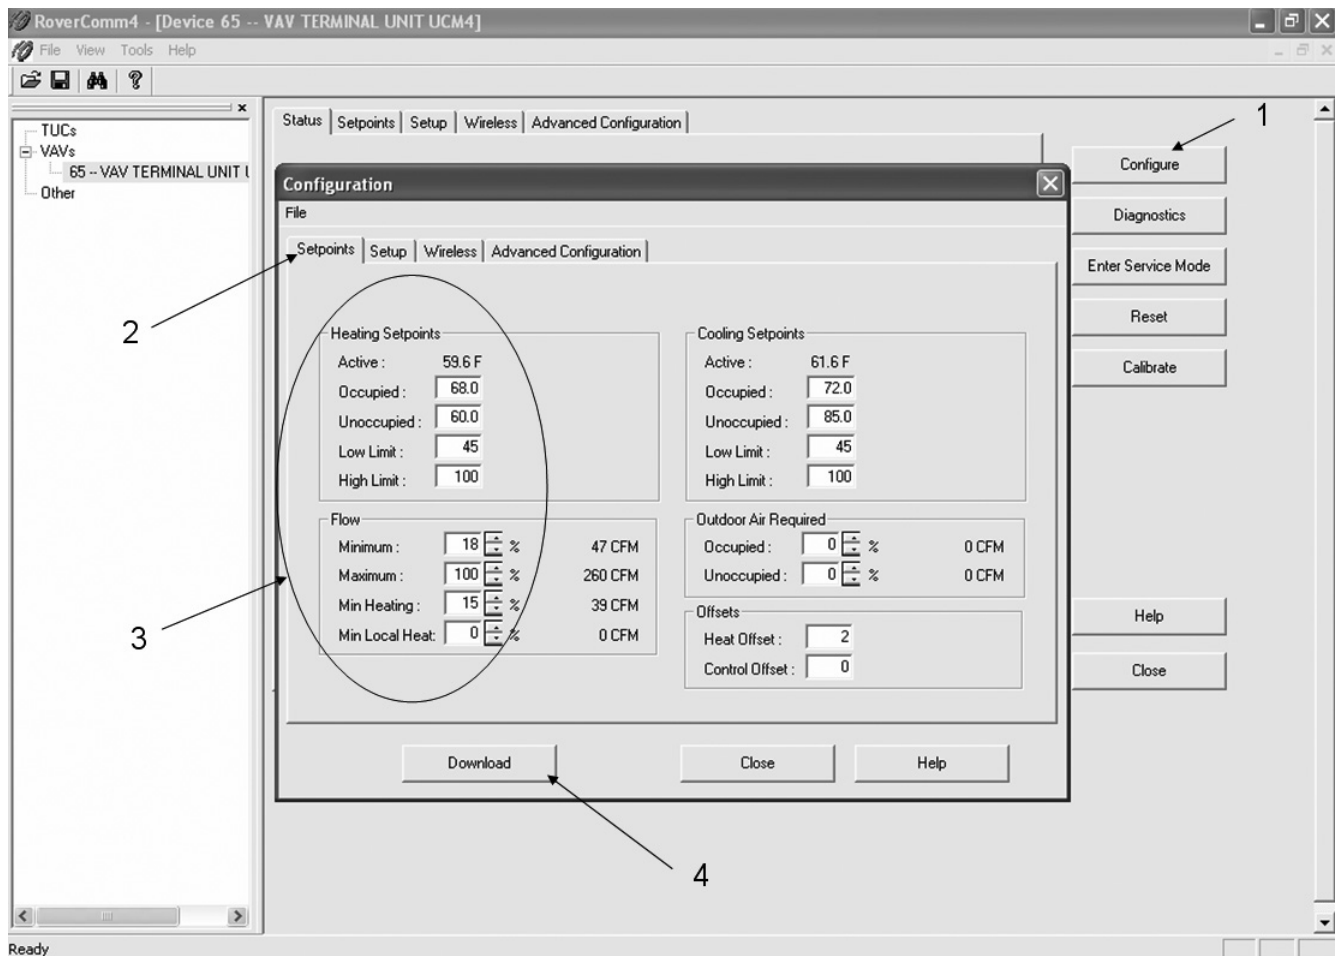 RoverComm4 - [Device 65 -- VAV TERMINAL UNIT UCM4]
File View Tools Help
TUCs
VAVs
65 -- VAV TERMINAL UNIT
Other
Status Setpoints Setup Wireless Advanced Configuration
1
Configure
Diagnostics
Enter Service Mode
Reset
Calibrate
Help
Close
Configuration
File
Setpoints Setup Wireless Advanced Configuration
2
Heating Setpoints
Active : 59.6 F
Occupied : 68.0
Unoccupied : 60.0
Low Limit : 45
High Limit : 100
Cooling Setpoints
Active : 61.6 F
Occupied : 72.0
Unoccupied : 85.0
Low Limit : 45
High Limit : 100
Flow
Minimum : 18 % 47 CFM
Maximum : 100 % 260 CFM
Min Heating : 15 % 39 CFM
Min Local Heat: 0 % 0 CFM
3
Outdoor Air Required
Occupied : 0 % 0 CFM
Unoccupied : 0 % 0 CFM
Offsets
Heat Offset : 2
Control Offset : 0
Download Close Help
4
Ready